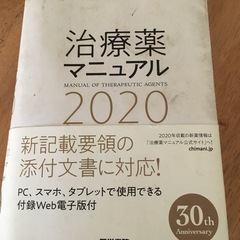 治療薬
マニュアル
MANUAL OF THERAPEUTIC AGENTS
2020
新記載要領の
添付文書に対応!
PC、スマホ、タブレットで使用できる
付録Web電子版付
2020年収載の新薬情報は
「治療薬マニュアル公式サイト」へ!
chimani.jp
30th
Anniversary